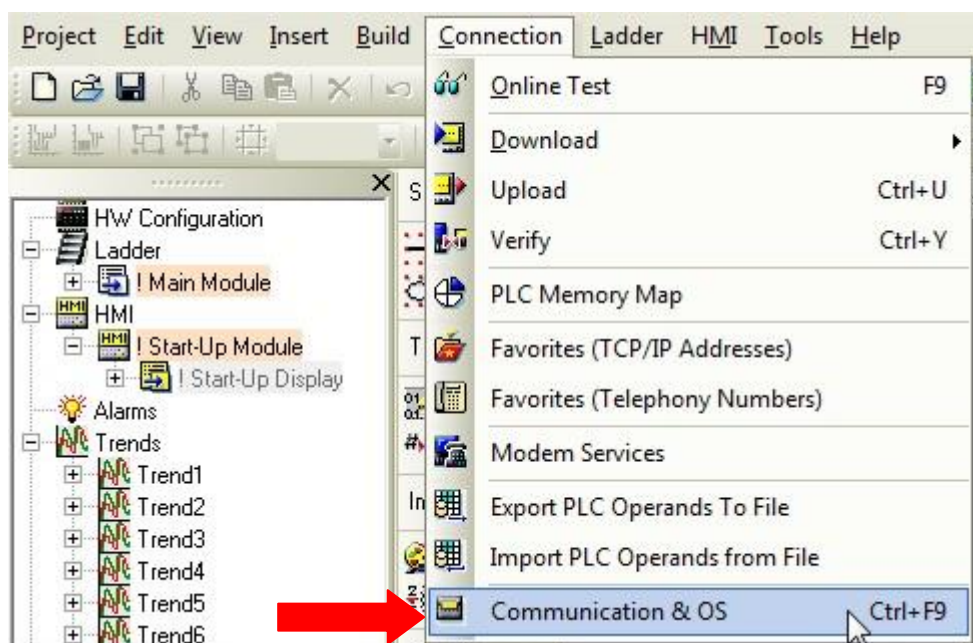 Project Edit View Insert Build Connection Ladder HMI Tools Help
Online Test F9
Download
Upload Ctrl+U
Verify Ctrl+Y
PLC Memory Map
Favorites (TCP/IP Addresses)
Favorites (Telephony Numbers)
Modem Services
Export PLC Operands To File
Import PLC Operands from File
Communication & OS Ctrl+F9
HW Configuration
Ladder
! Main Module
HMI
HMI
HMI
! Start-Up Module
! Start-Up Display
Alarms
Trends
Trend1
Trend2
Trend3
Trend4
Trend5
Trend6
S
T
In